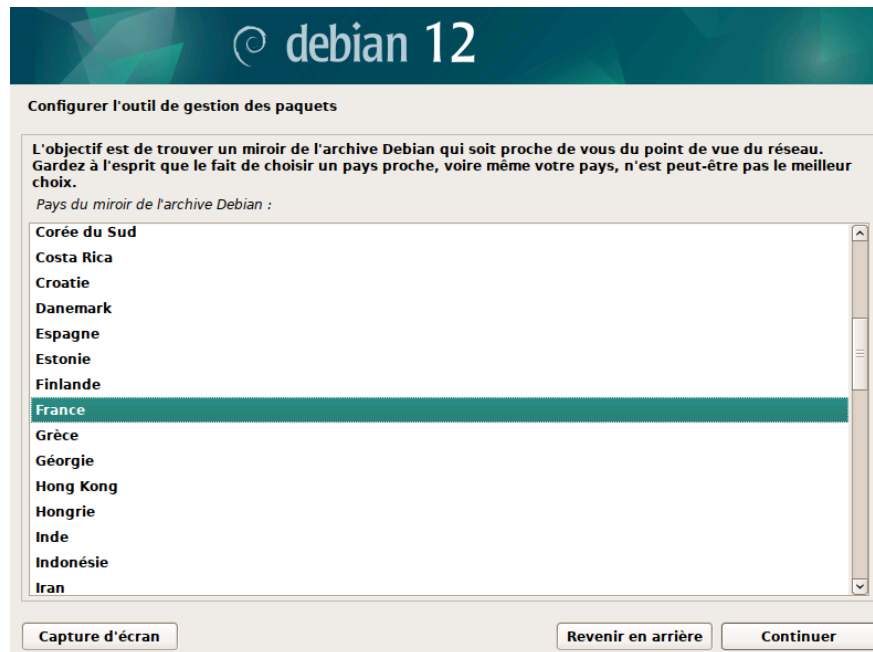 debian 12
Configurer l'outil de gestion des paquets
L'objectif est de trouver un miroir de l'archive Debian qui soit proche de vous du point de vue du réseau.
Gardez à l'esprit que le fait de choisir un pays proche, voire même votre pays, n'est peut-être pas le meilleur
choix.
Pays du miroir de l'archive Debian :
Corée du Sud
Costa Rica
Croatie
Danemark
Espagne
Estonie
Finlande
France
Grèce
Géorgie
Hong Kong
Hongrie
Inde
Indonésie
Iran
Capture d'écran
Revenir en arrière
Continuer